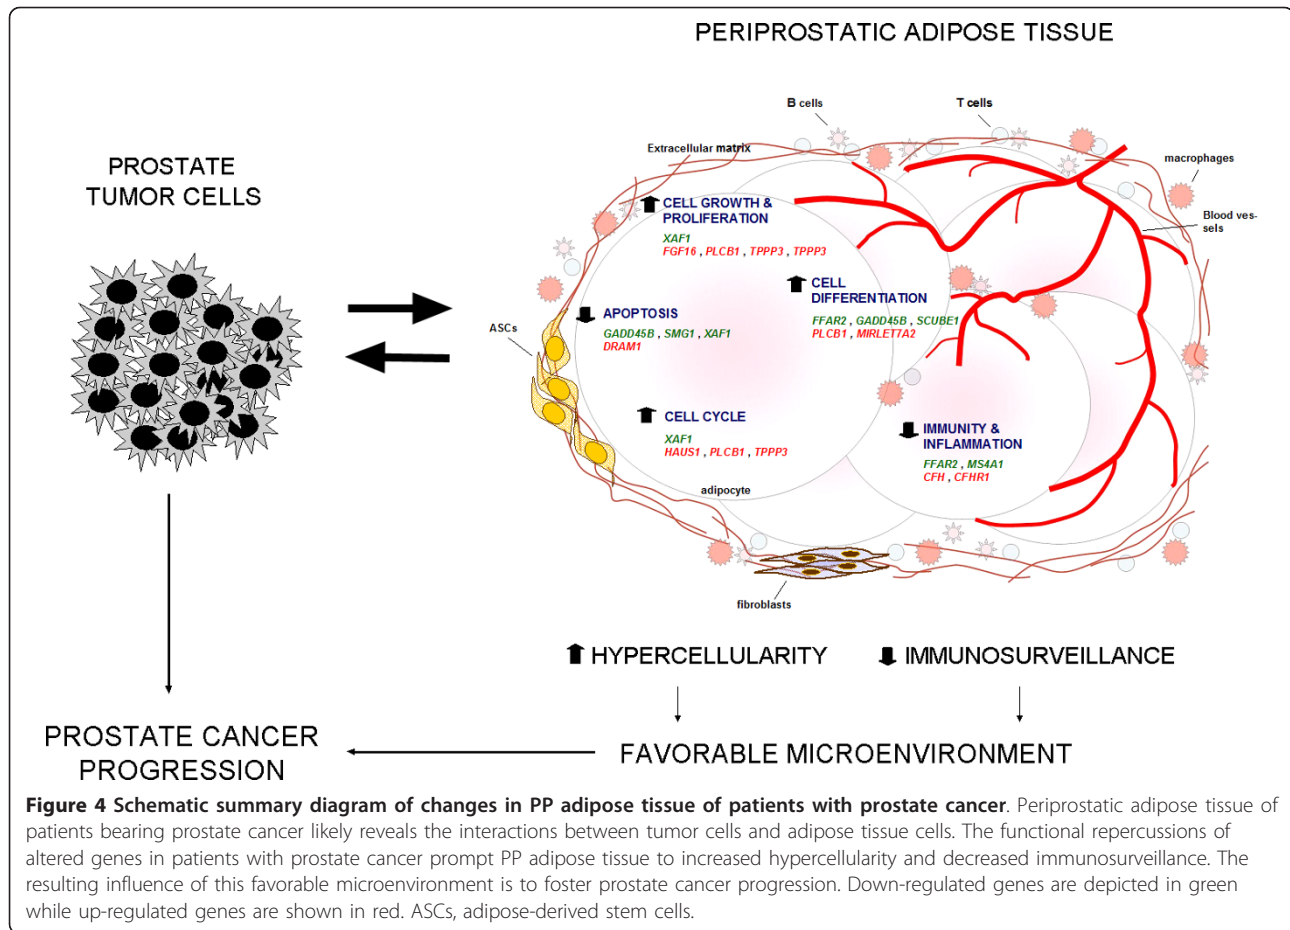 PERIPROSTATIC ADIPOSE TISSUE
B cells
T cells
Extracellular matrix
macrophages
PROSTATE
TUMOR CELLS
CELL GROWTH &
PROLIFERATION
XAF1
FGF16 , PLCB1 , TPPP3 , TPPP3
Blood ves-
sels
CELL
DIFFERENTIATION
FFAR2 , GADD45B , SCUBE1
PLCB1 , MIRLET7A2
ASCs
APOPTOSIS
GADD45B , SMG1 , XAF1
DRAM1
CELL CYCLE
XAF1
HAUS1 , PLCB1 , TPPP3
IMMUNITY &
INFLAMMATION
FFAR2 , MS4A1
CFH , CFHR1
adipocyte
fibroblasts
HYPERCELLULARITY
IMMUNOSURVEILLANCE
PROSTATE CANCER
PROGRESSION
FAVORABLE MICROENVIRONMENT
Figure 4 Schematic summary diagram of changes in PP adipose tissue of patients with prostate cancer. Periprostatic adipose tissue of
patients bearing prostate cancer likely reveals the interactions between tumor cells and adipose tissue cells. The functional repercussions of
altered genes in patients with prostate cancer prompt PP adipose tissue to increased hypercellularity and decreased immunosurveillance. The
resulting influence of this favorable microenvironment is to foster prostate cancer progression. Down-regulated genes are depicted in green
while up-regulated genes are shown in red. ASCs, adipose-derived stem cells.